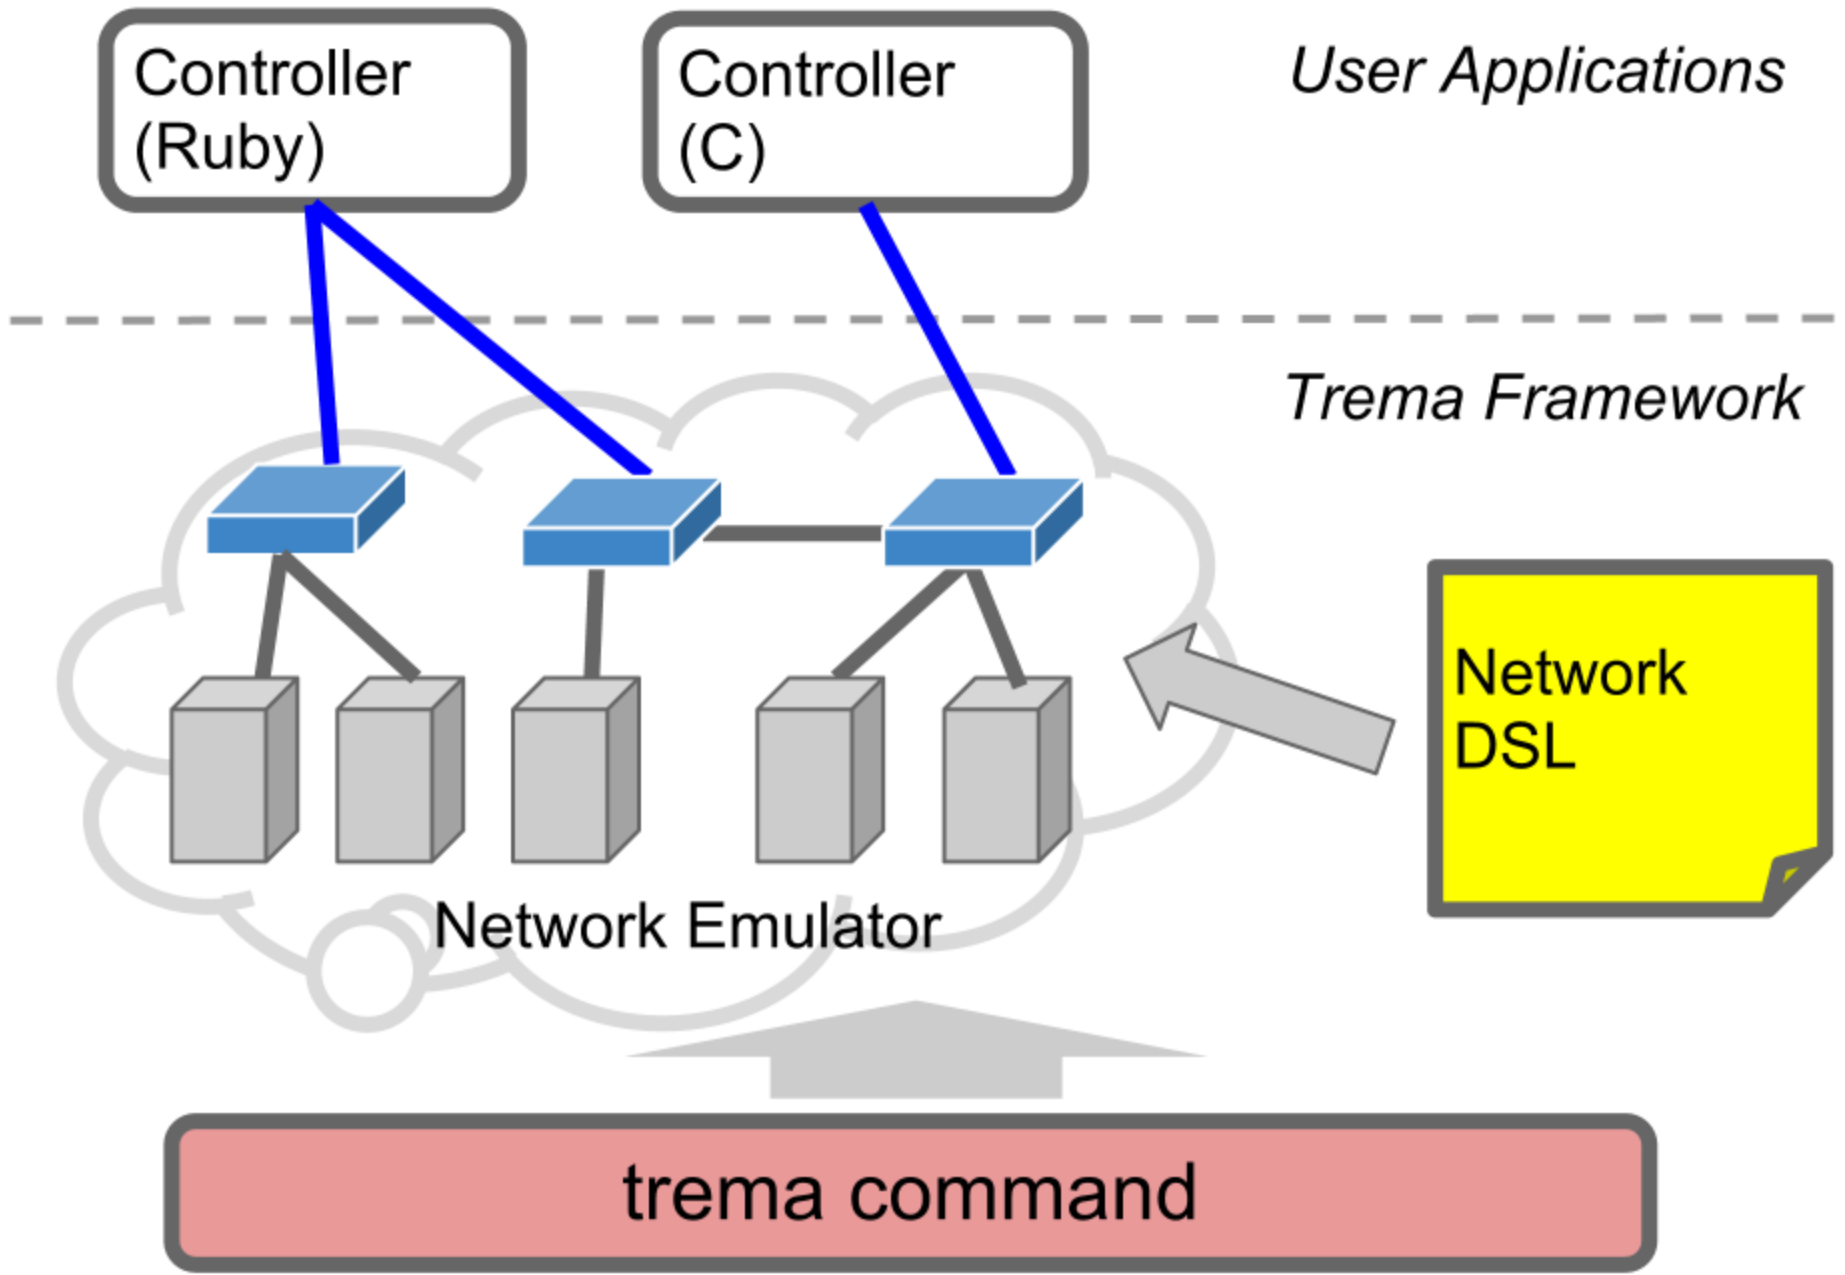 Controller
(Ruby)
Controller
(C)
User Applications
Trema Framework
Network
DSL
Network Emulator
trema command